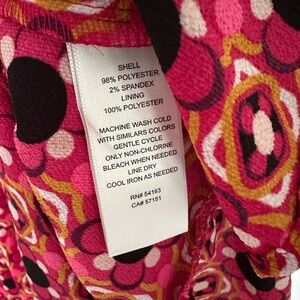 SHELL
98% POLYESTER
2% SPANDEX
LINING
100% POLYESTER
MACHINE WASH COLD
WITH SIMILARS COLORS
GENTLE CYCLE
ONLY NON-CHLORINE
BLEACH WHEN NEEDED
LINE DRY
COOL IRON AS NEEDED
RN# 54163
CA# 57151